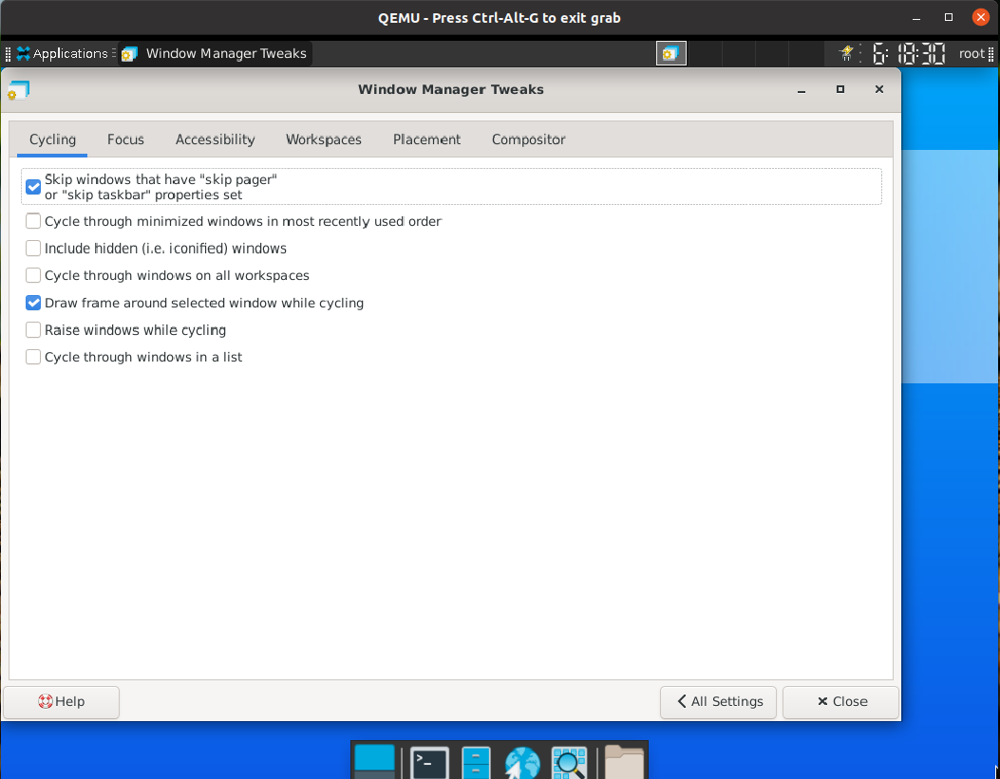 QEMU - Press Ctrl-Alt-G to exit grab
Applications Window Manager Tweaks 6: 18:30 root
Window Manager Tweaks
Cycling Focus Accessibility Workspaces Placement Compositor
Skip windows that have "skip pager"
or "skip taskbar" properties set
Cycle through minimized windows in most recently used order
Include hidden (i.e. iconified) windows
Cycle through windows on all workspaces
Draw frame around selected window while cycling
Raise windows while cycling
Cycle through windows in a list
Help All Settings Close
>_